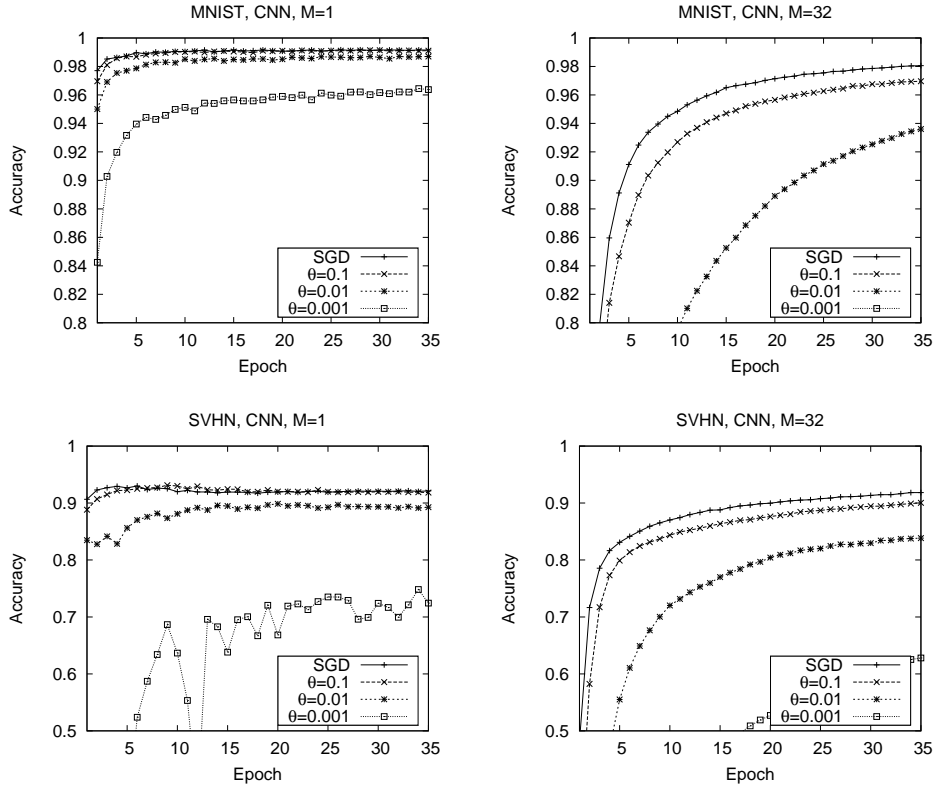 MNIST, CNN, M=1
1
0.98
0.96
0.94
0.92
0.9
0.88
0.86
0.84
0.82
0.8
Accuracy
SGD
θ=0.1
θ=0.01
θ=0.001
5 10 15 20 25 30 35
Epoch
MNIST, CNN, M=32
1
0.98
0.96
0.94
0.92
0.9
0.88
0.86
0.84
0.82
0.8
Accuracy
SGD
θ=0.1
θ=0.01
θ=0.001
5 10 15 20 25 30 35
Epoch
SVHN, CNN, M=1
1
0.9
0.8
0.7
0.6
0.5
Accuracy
SGD
θ=0.1
θ=0.01
θ=0.001
5 10 15 20 25 30 35
Epoch
SVHN, CNN, M=32
1
0.9
0.8
0.7
0.6
0.5
Accuracy
SGD
θ=0.1
θ=0.01
θ=0.001
5 10 15 20 25 30 35
Epoch